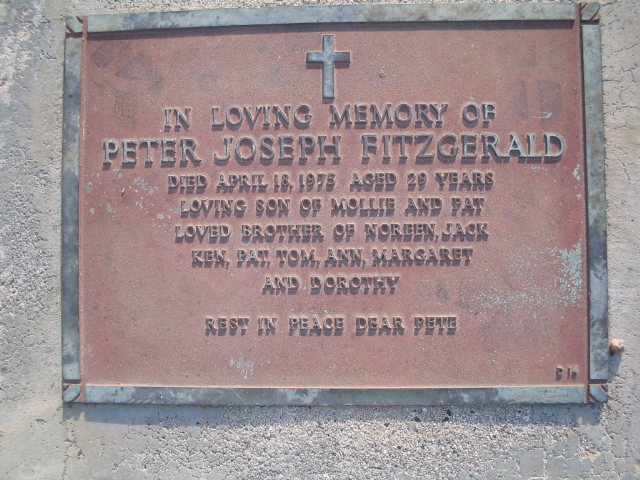 IN LOVING MEMORY OF
PETER JOSEPH FITZGERALD
DIED APRIL 18, 1975 AGED 29 YEARS
LOVING SON OF MOLLIE AND PAT
LOVED BROTHER OF NOREEN, JACK
KEN, PAT, TOM, ANN, MARGARET
AND DOROTHY
REST IN PEACE DEAR PETE